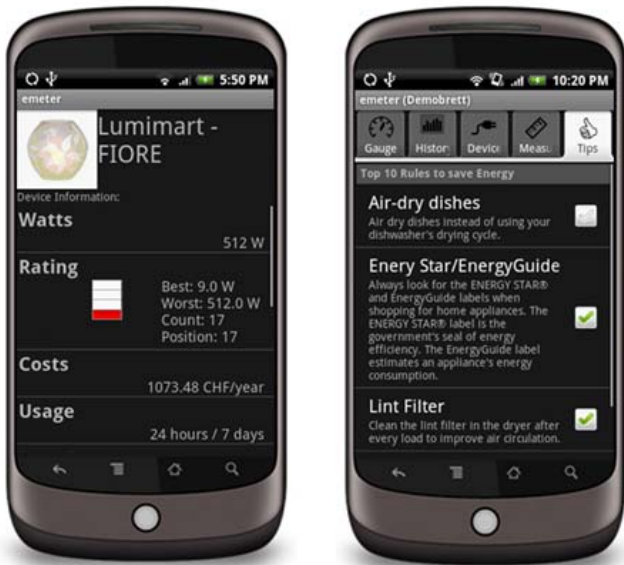 5:50 PM
emeter
Lumimart -
FIORE
Device Information:
Watts
512 W
Rating
Best: 9.0 W
Worst: 512.0 W
Count: 17
Position: 17
Costs
1073.48 CHF/year
Usage
24 hours / 7 days
10:20 PM
emeter (Demobrett)
Gauge
History
Device
Measu
Tips
Top 10 Rules to save Energy
Air-dry dishes
Air dry dishes instead of using your
dishwasher's drying cycle.
Enery Star/EnergyGuide
Always look for the ENERGY STAR®
and EnergyGuide labels when
shopping for home appliances. The
ENERGY STAR® label is the
government's seal of energy
efficiency. The EnergyGuide label
estimates an appliance's energy
consumption.
Lint Filter
Clean the lint filter in the dryer after
every load to improve air circulation.